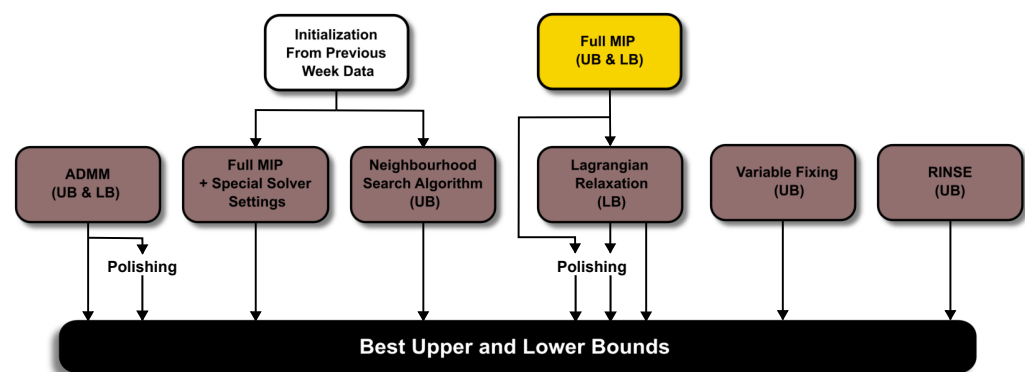 Initialization
From Previous
Week Data
Full MIP
(UB & LB)
ADMM
(UB & LB)
Full MIP
+ Special Solver
Settings
Neighbourhood
Search Algorithm
(UB)
Lagrangian
Relaxation
(LB)
Variable Fixing
(UB)
RINSE
(UB)
Polishing
Polishing
Best Upper and Lower Bounds